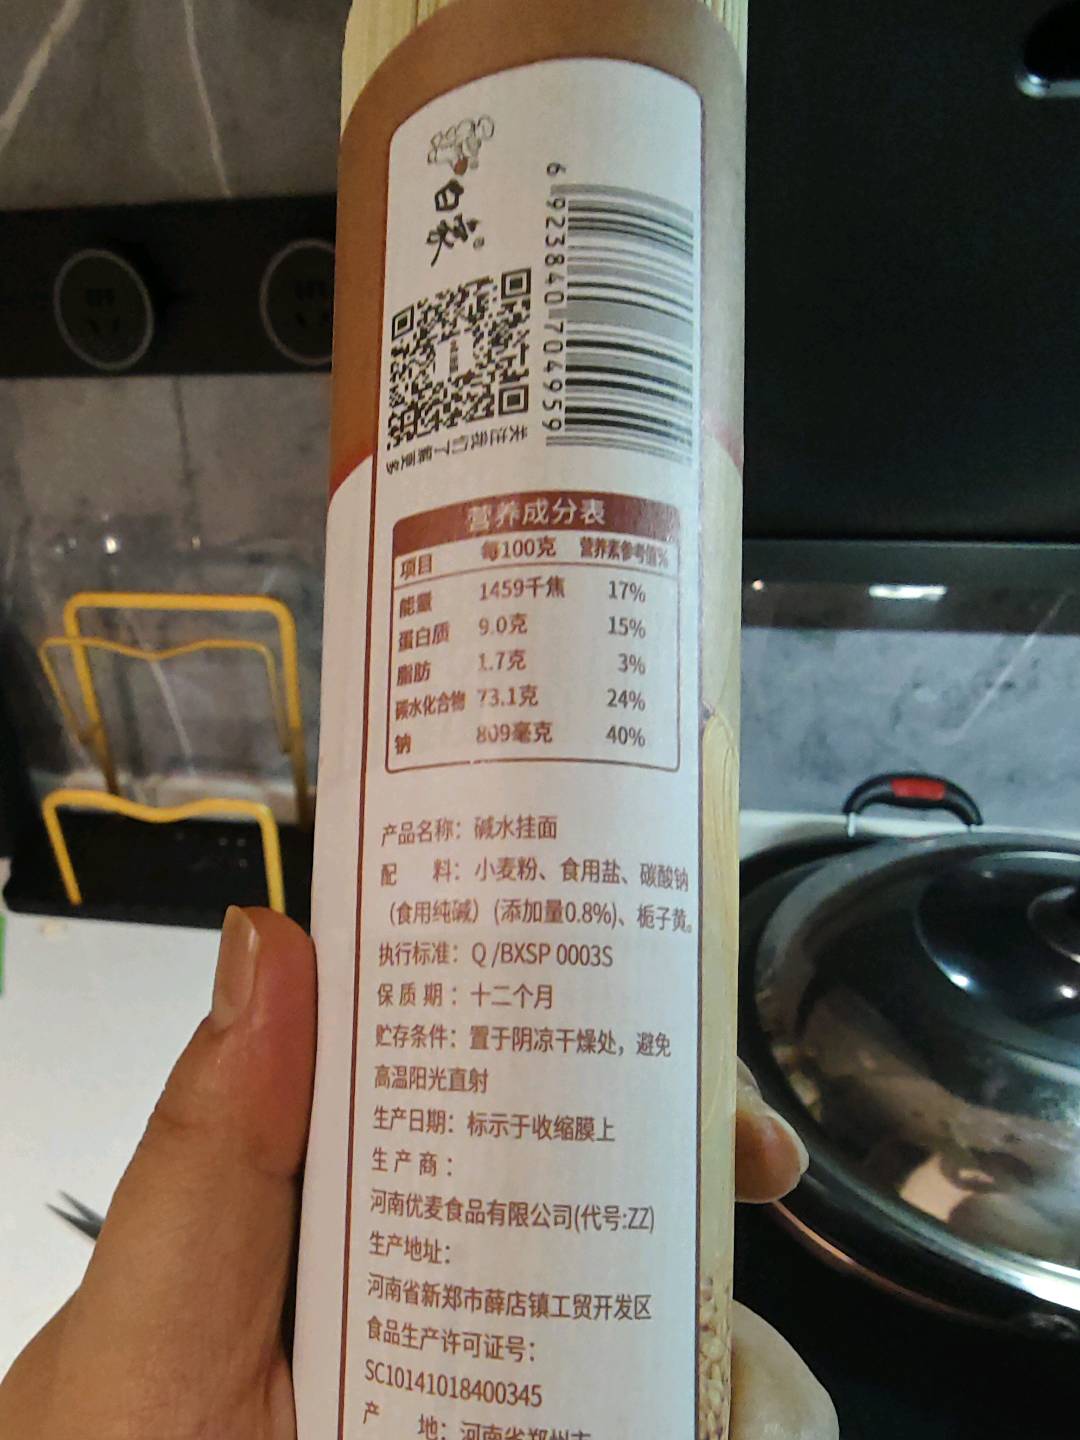 白象®
关注我们了解更多
6 923840 704959
营养成分表
项目 每100克 营养素参考值%
能量 1459千焦 17%
蛋白质 9.0克 15%
脂肪 1.7克 3%
碳水化合物 73.1克 24%
钠 809毫克 40%
产品名称：碱水挂面
配 料：小麦粉、食用盐、碳酸钠
（食用纯碱）(添加量0.8%)、栀子黄。
执行标准：Q /BXSP 0003S
保质期：十二个月
贮存条件：置于阴凉干燥处，避免
高温阳光直射
生产日期：标示于收缩膜上
生产商：
河南优麦食品有限公司(代号:ZZ)
生产地址：
河南省新郑市薛店镇工贸开发区
食品生产许可证号：
SC10141018400345
产 地：河南省郑州市